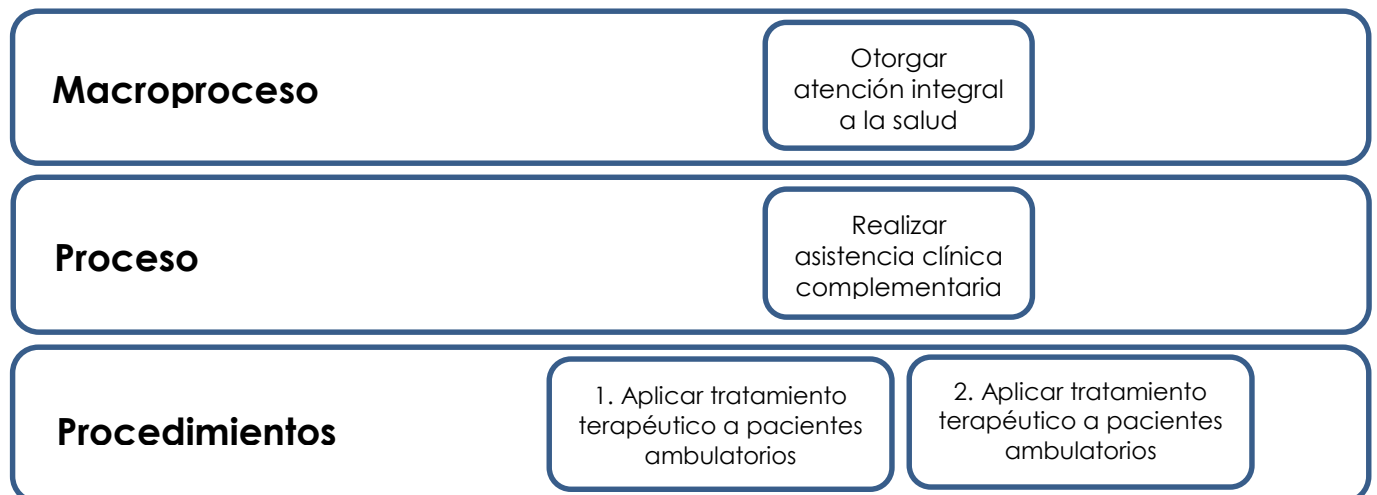 Macroproceso
Otorgar
atención integral
a la salud
Proceso
Realizar
asistencia clínica
complementaria
Procedimientos
1. Aplicar tratamiento
terapéutico a pacientes
ambulatorios
2. Aplicar tratamiento
terapéutico a pacientes
ambulatorios